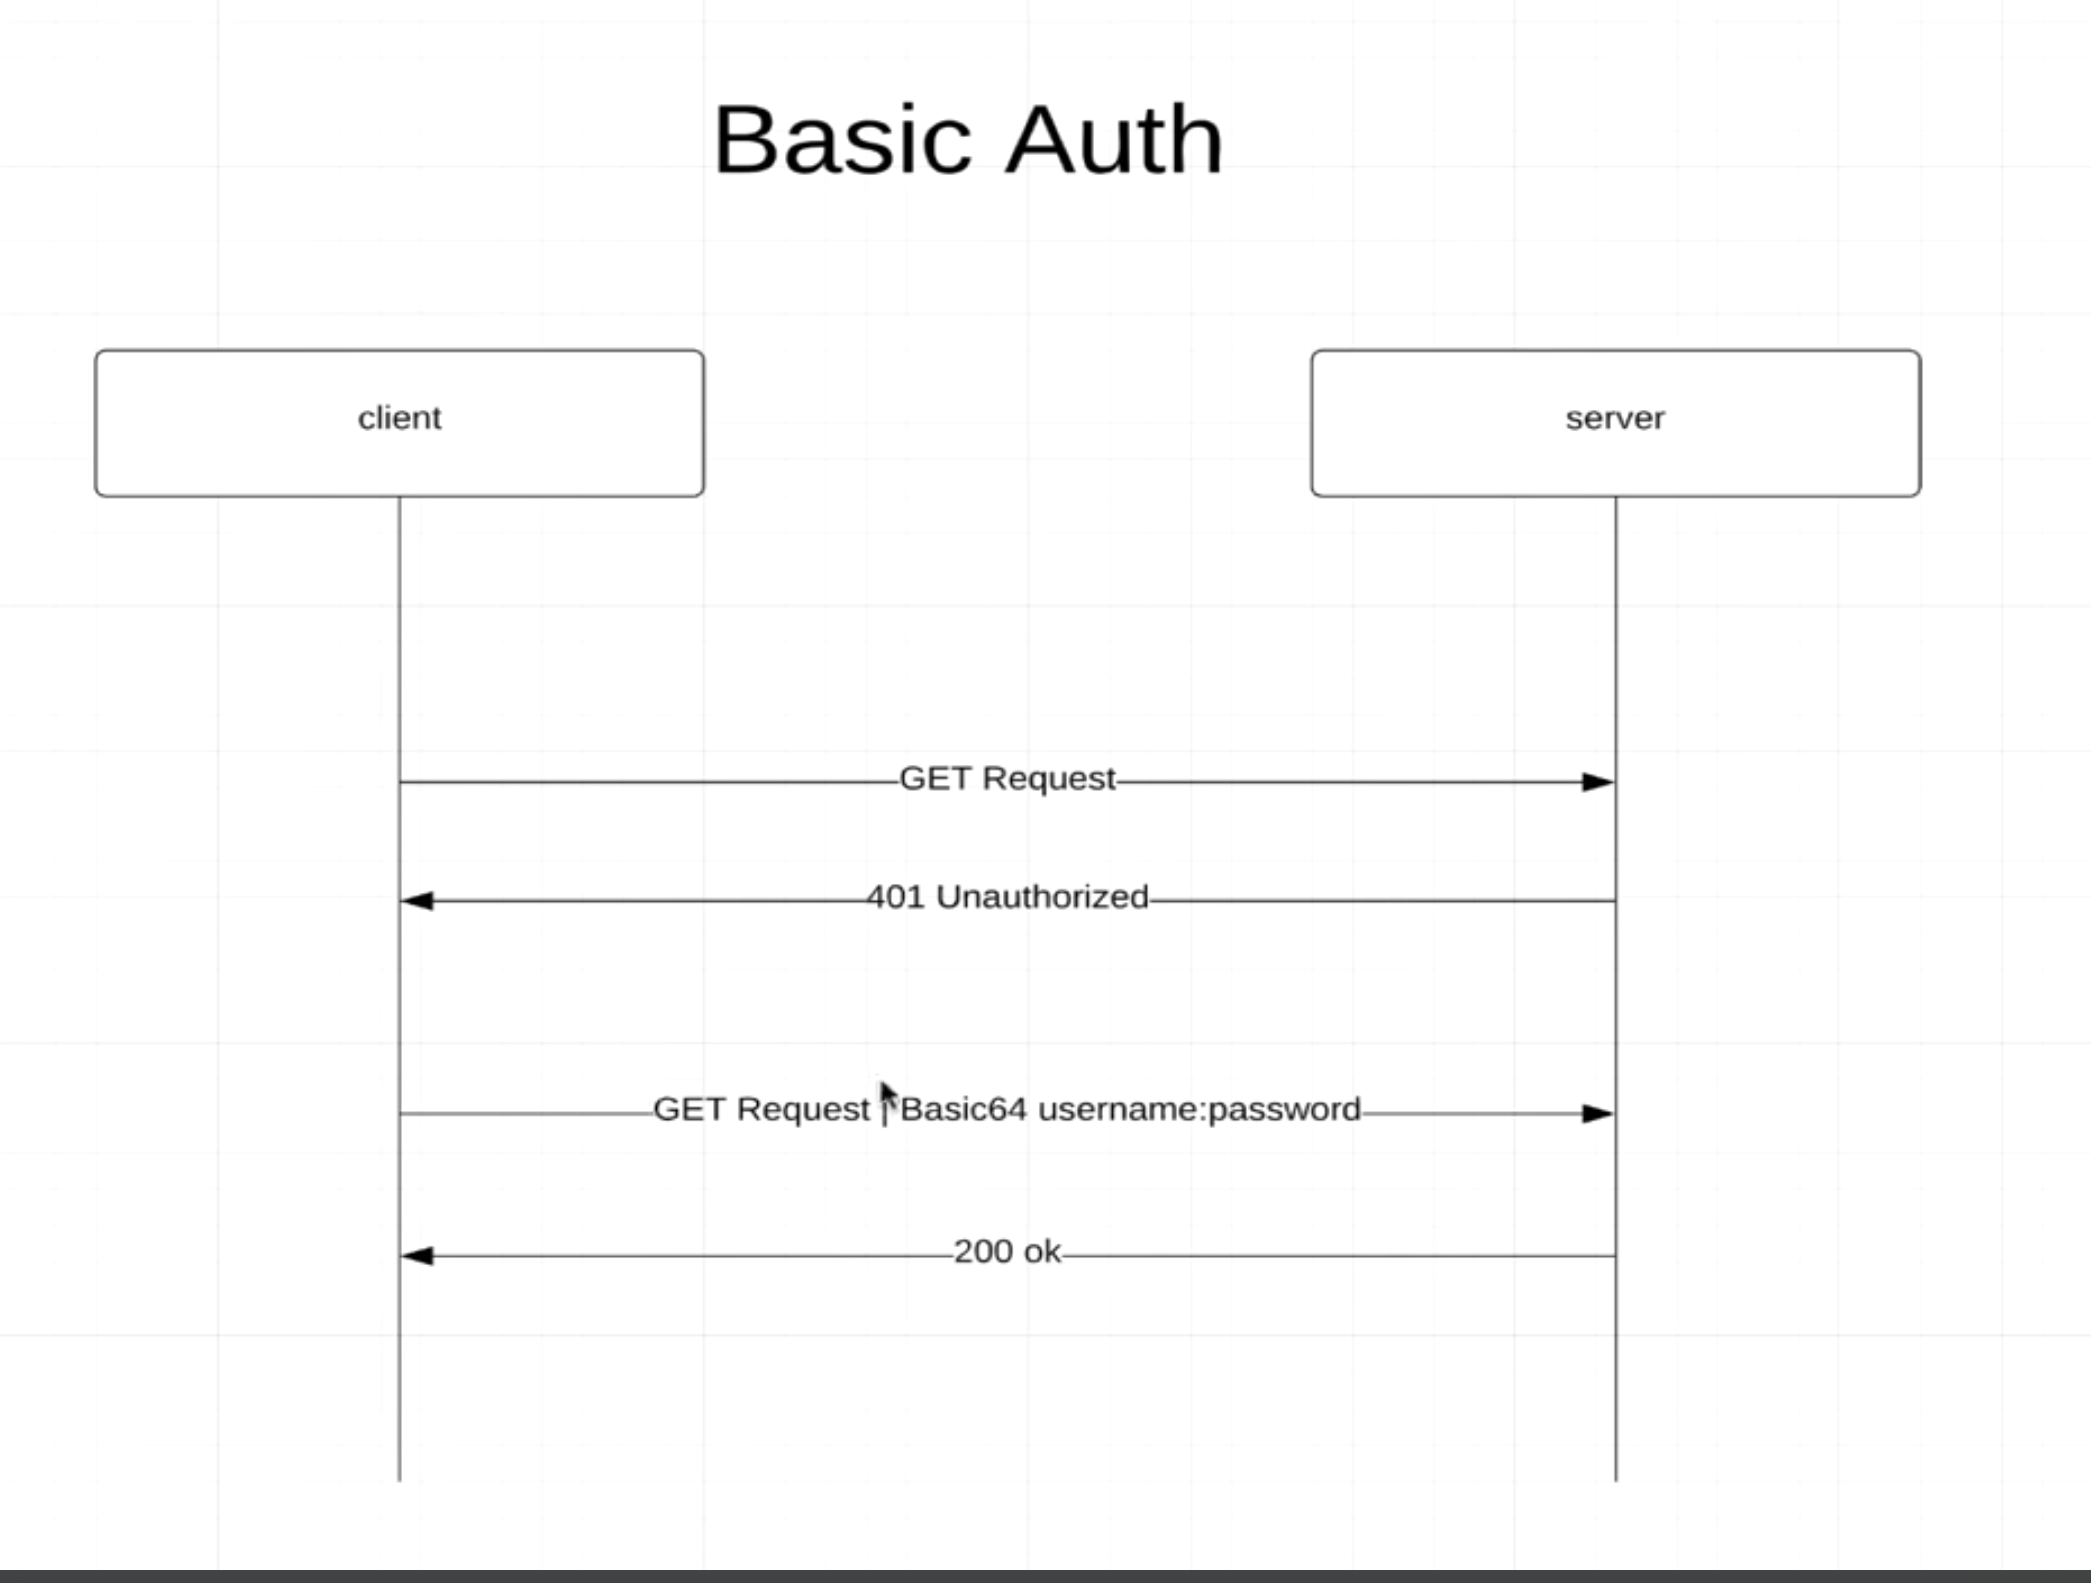 Basic Auth
client
server
GET Request
401 Unauthorized
GET Request | Basic64 username:password
200 ok